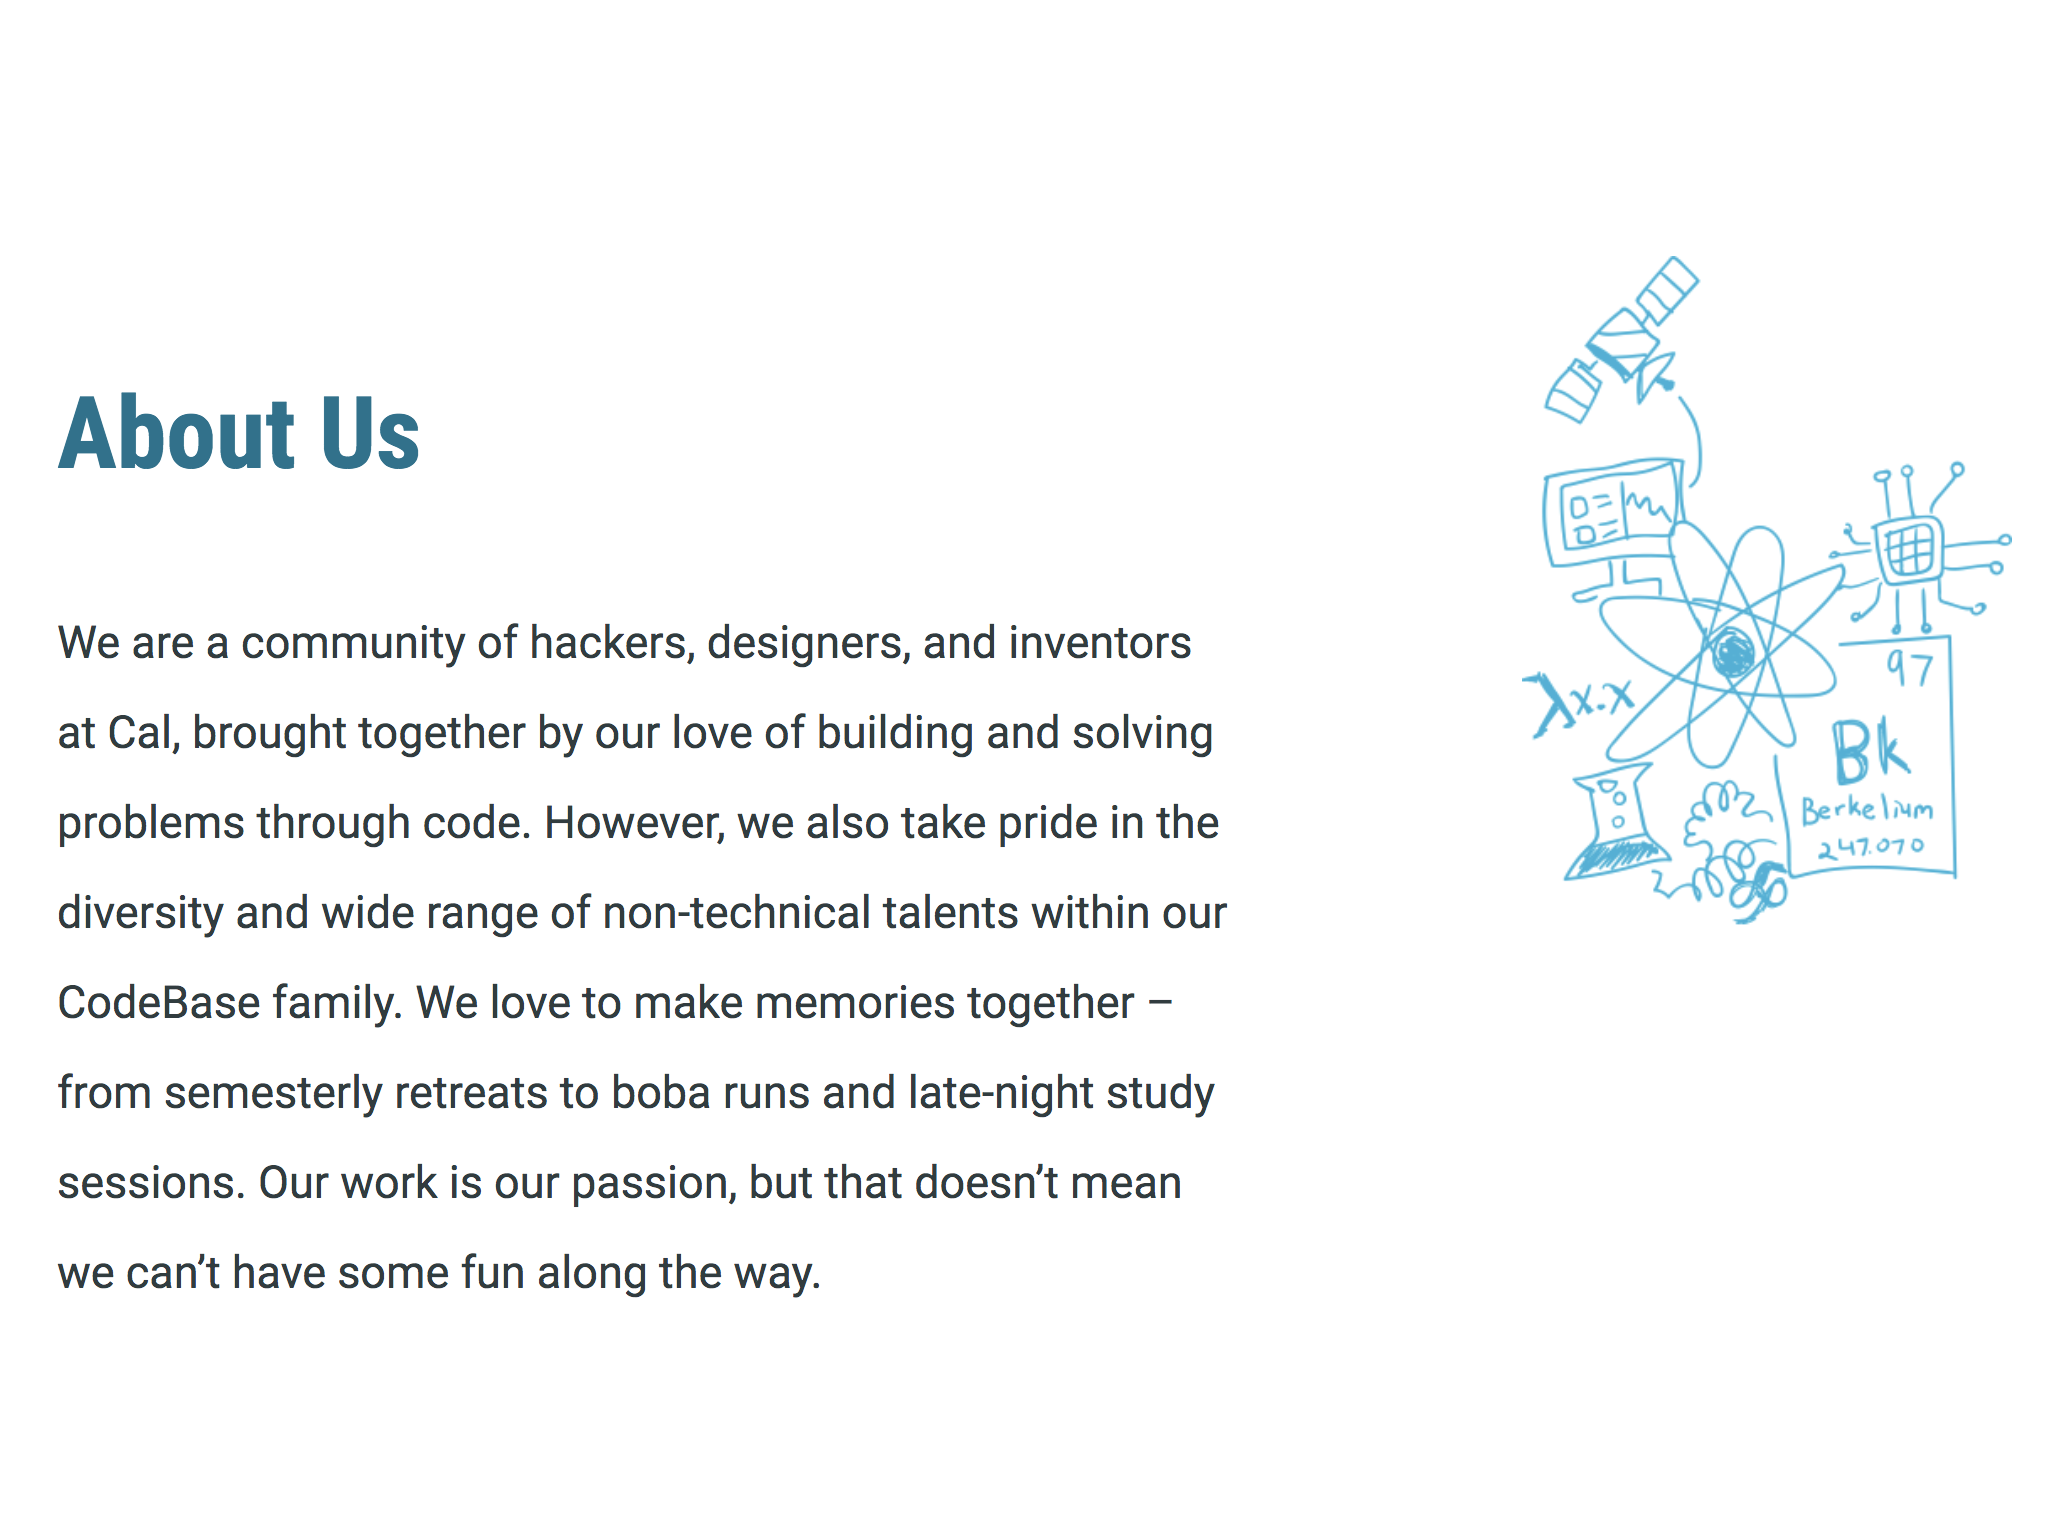 About Us
We are a community of hackers, designers, and inventors
at Cal, brought together by our love of building and solving
problems through code. However, we also take pride in the
diversity and wide range of non-technical talents within our
CodeBase family. We love to make memories together –
from semesterly retreats to boba runs and late-night study
sessions. Our work is our passion, but that doesn’t mean
we can’t have some fun along the way.
λx.x
97
Bk
Berkelium
247.070